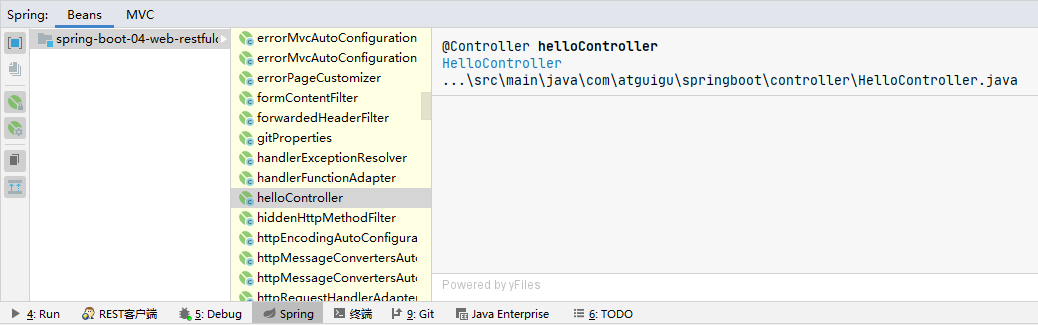 Spring: Beans MVC
spring-boot-04-web-restfulc
errorMvcAutoConfiguration
errorMvcAutoConfiguration
errorPageCustomizer
formContentFilter
forwardedHeaderFilter
gitProperties
handlerExceptionResolver
handlerFunctionAdapter
helloController
hiddenHttpMethodFilter
httpEncodingAutoConfigura
httpMessageConvertersAuto
httpMessageConvertersAuto
httpRequestHandlerAdapter
@Controller helloController
HelloController
...\src\main\java\com\atguigu\springboot\controller\HelloController.java
Powered by yFiles
4: Run REST客户端 5: Debug Spring 终端 9: Git Java Enterprise 6: TODO